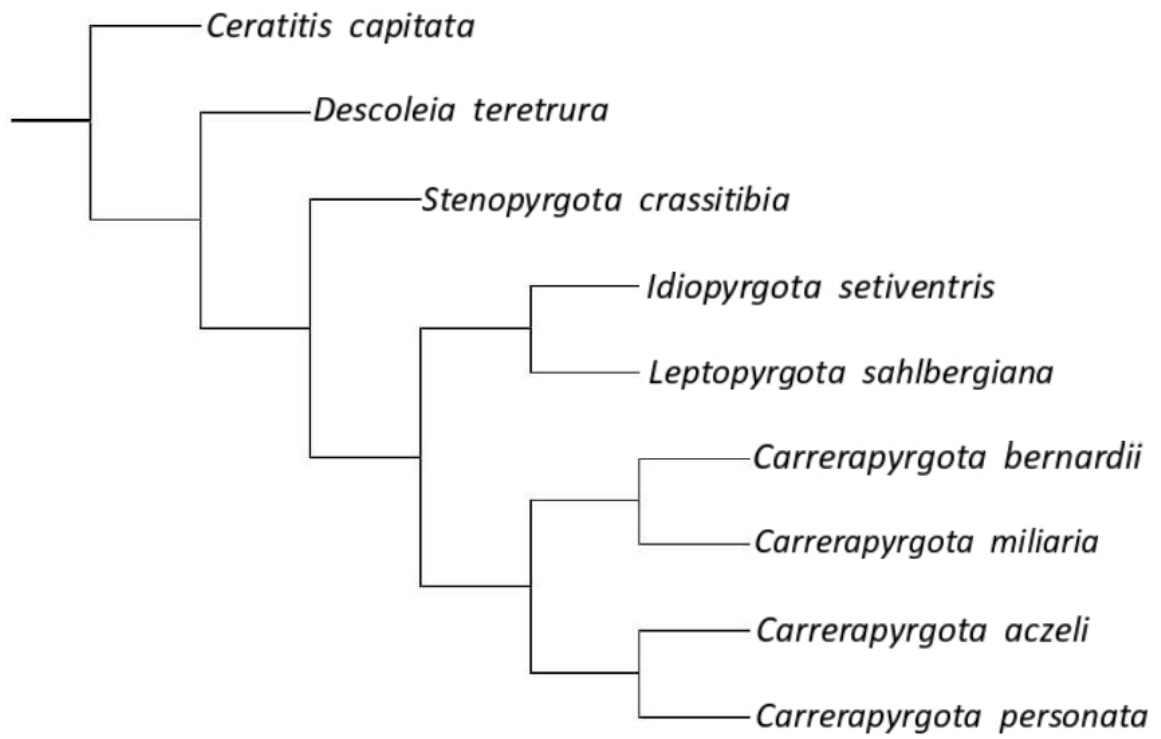 Ceratitis capitata
Descoleia teretrura
Stenopyrgota crassitibia
Idiopyrgota setiventris
Leptopyrgota sahlbergiana
Carrerapyrgota bernardii
Carrerapyrgota miliaria
Carrerapyrgota aczeli
Carrerapyrgota personata